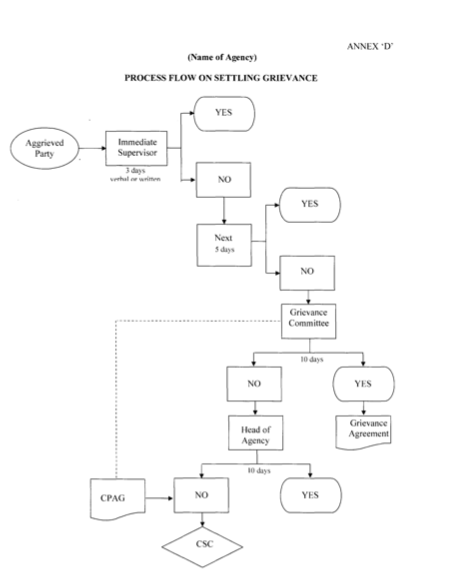 ANNEX 'D'
(Name of Agency)
PROCESS FLOW ON SETTLING GRIEVANCE
YES
Aggrieved
Party
Immediate
Supervisor
3 days
verbal or written
NO
YES
Next
5 days
NO
Grievance
Committee
10 days
NO
YES
Head of
Agency
Grievance
Agreement
10 days
CPAG
NO
YES
CSC